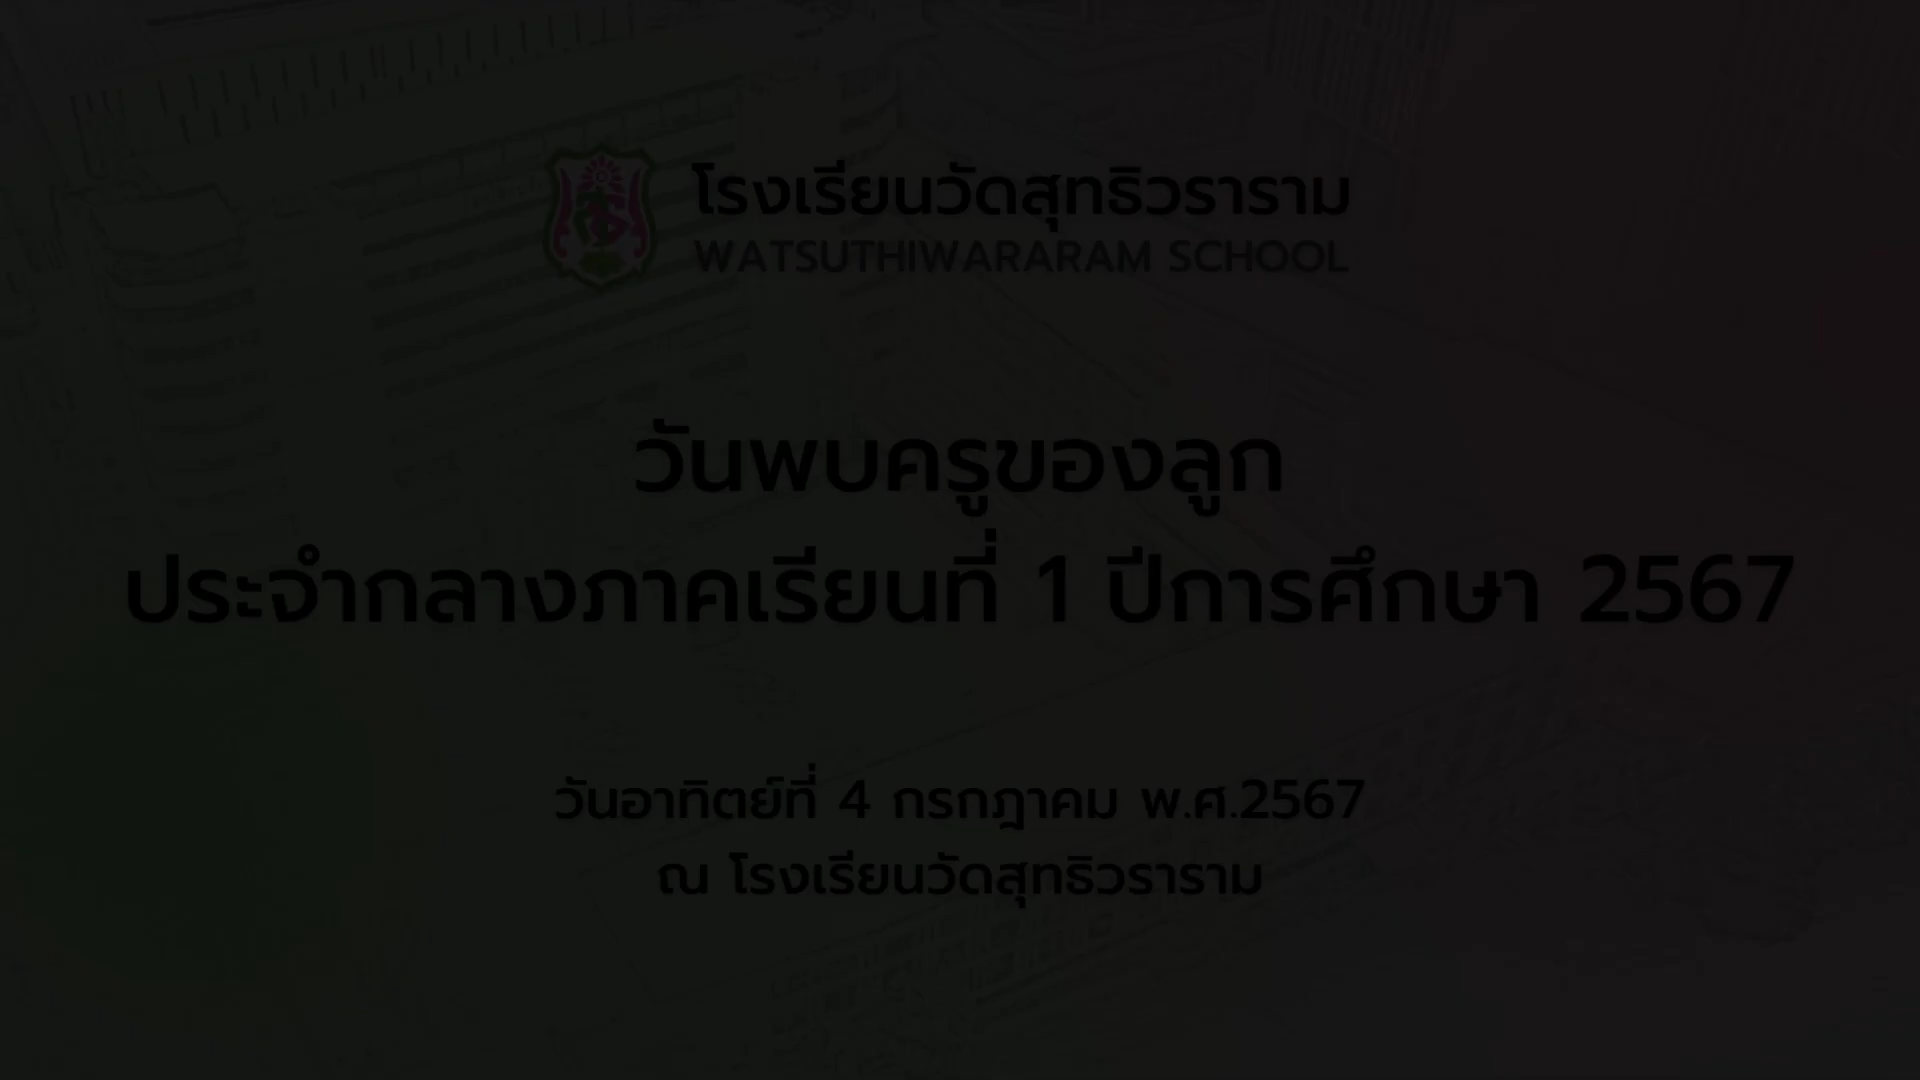 โรงเรียนวัดสุทธิวราราม
WATSUTHIWARARAM SCHOOL
วันพบครูของลูก
ประจำกลางภาคเรียนที่ 1 ปีการศึกษา 2567
วันอาทิตย์ที่ 4 กรกฎาคม พ.ศ.2567
ณ โรงเรียนวัดสุทธิวราราม